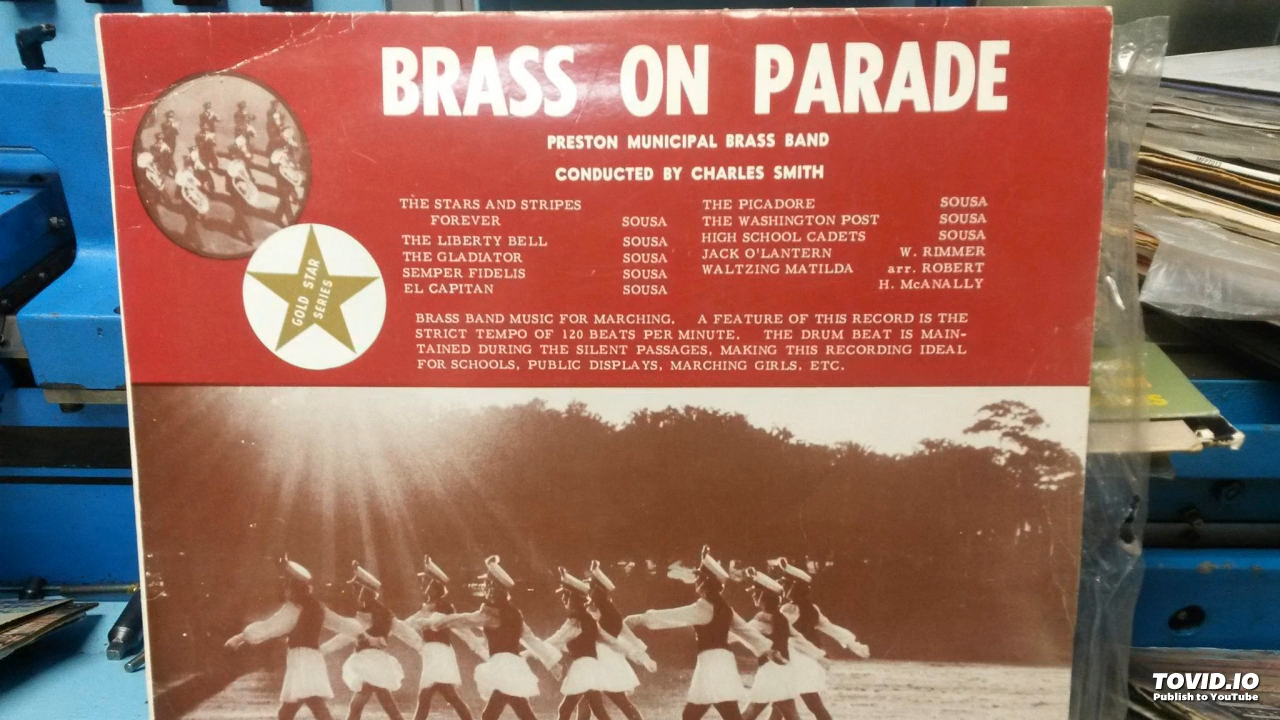 BRASS ON PARADE
PRESTON MUNICIPAL BRASS BAND
CONDUCTED BY CHARLES SMITH
THE STARS AND STRIPES
FOREVER SOUSA
THE LIBERTY BELL SOUSA
THE GLADIATOR SOUSA
SEMPER FIDELIS SOUSA
EL CAPITAN SOUSA
THE PICADORE SOUSA
THE WASHINGTON POST SOUSA
HIGH SCHOOL CADETS SOUSA
JACK O'LANTERN W. RIMMER
WALTZING MATILDA arr. ROBERT
H. McANALLY
GOLD STAR
SERIES
BRASS BAND MUSIC FOR MARCHING. A FEATURE OF THIS RECORD IS THE
STRICT TEMPO OF 120 BEATS PER MINUTE. THE DRUM BEAT IS MAIN-
TAINED DURING THE SILENT PASSAGES, MAKING THIS RECORDING IDEAL
FOR SCHOOLS, PUBLIC DISPLAYS, MARCHING GIRLS, ETC.
TOVID.IO
Publish to YouTube